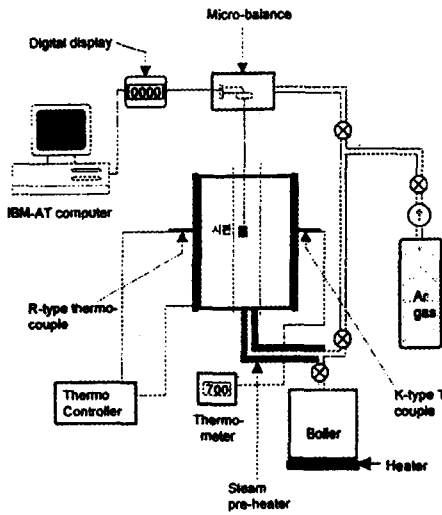 Micro-balance
Digital display
0000
IBM-AT computer
시편
R-type thermo-
couple
Ar
gas
K-type T
couple
Thermo
Controller
700
Thermo-
meter
Boiler
Heater
Steam
pre-heater